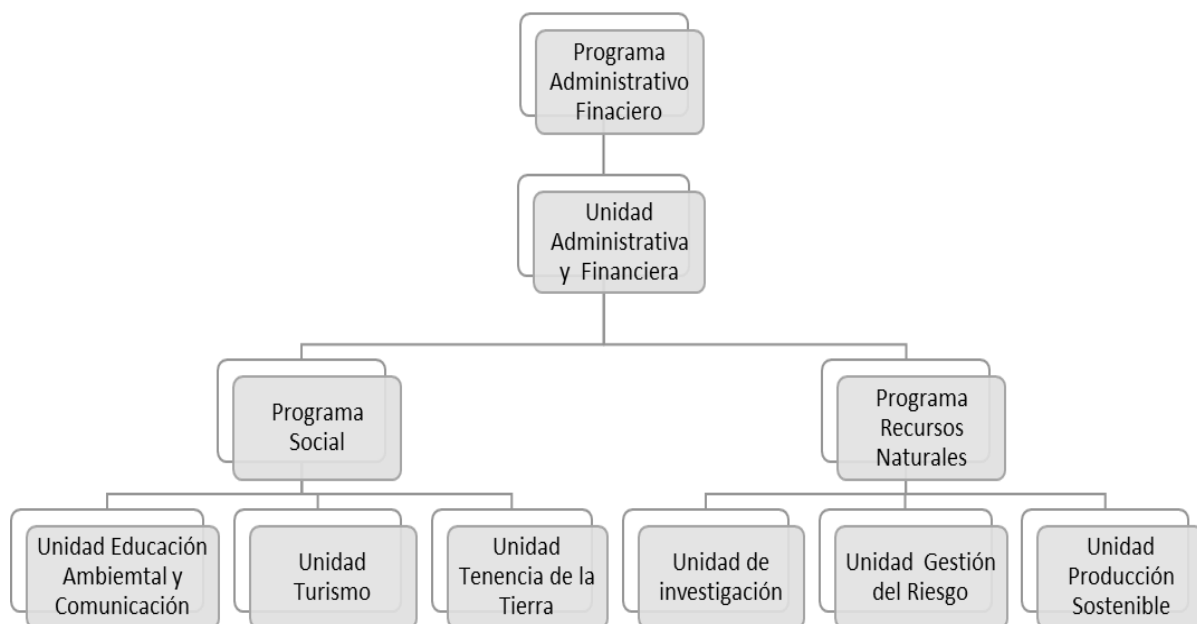 Programa
Administrativo
Finaciero
Unidad
Administrativa
y Financiera
Programa
Social
Programa
Recursos
Naturales
Unidad Educación
Ambiemtal y
Comunicación
Unidad
Turismo
Unidad
Tenencia de la
Tierra
Unidad de
investigación
Unidad Gestión
del Riesgo
Unidad
Producción
Sostenible